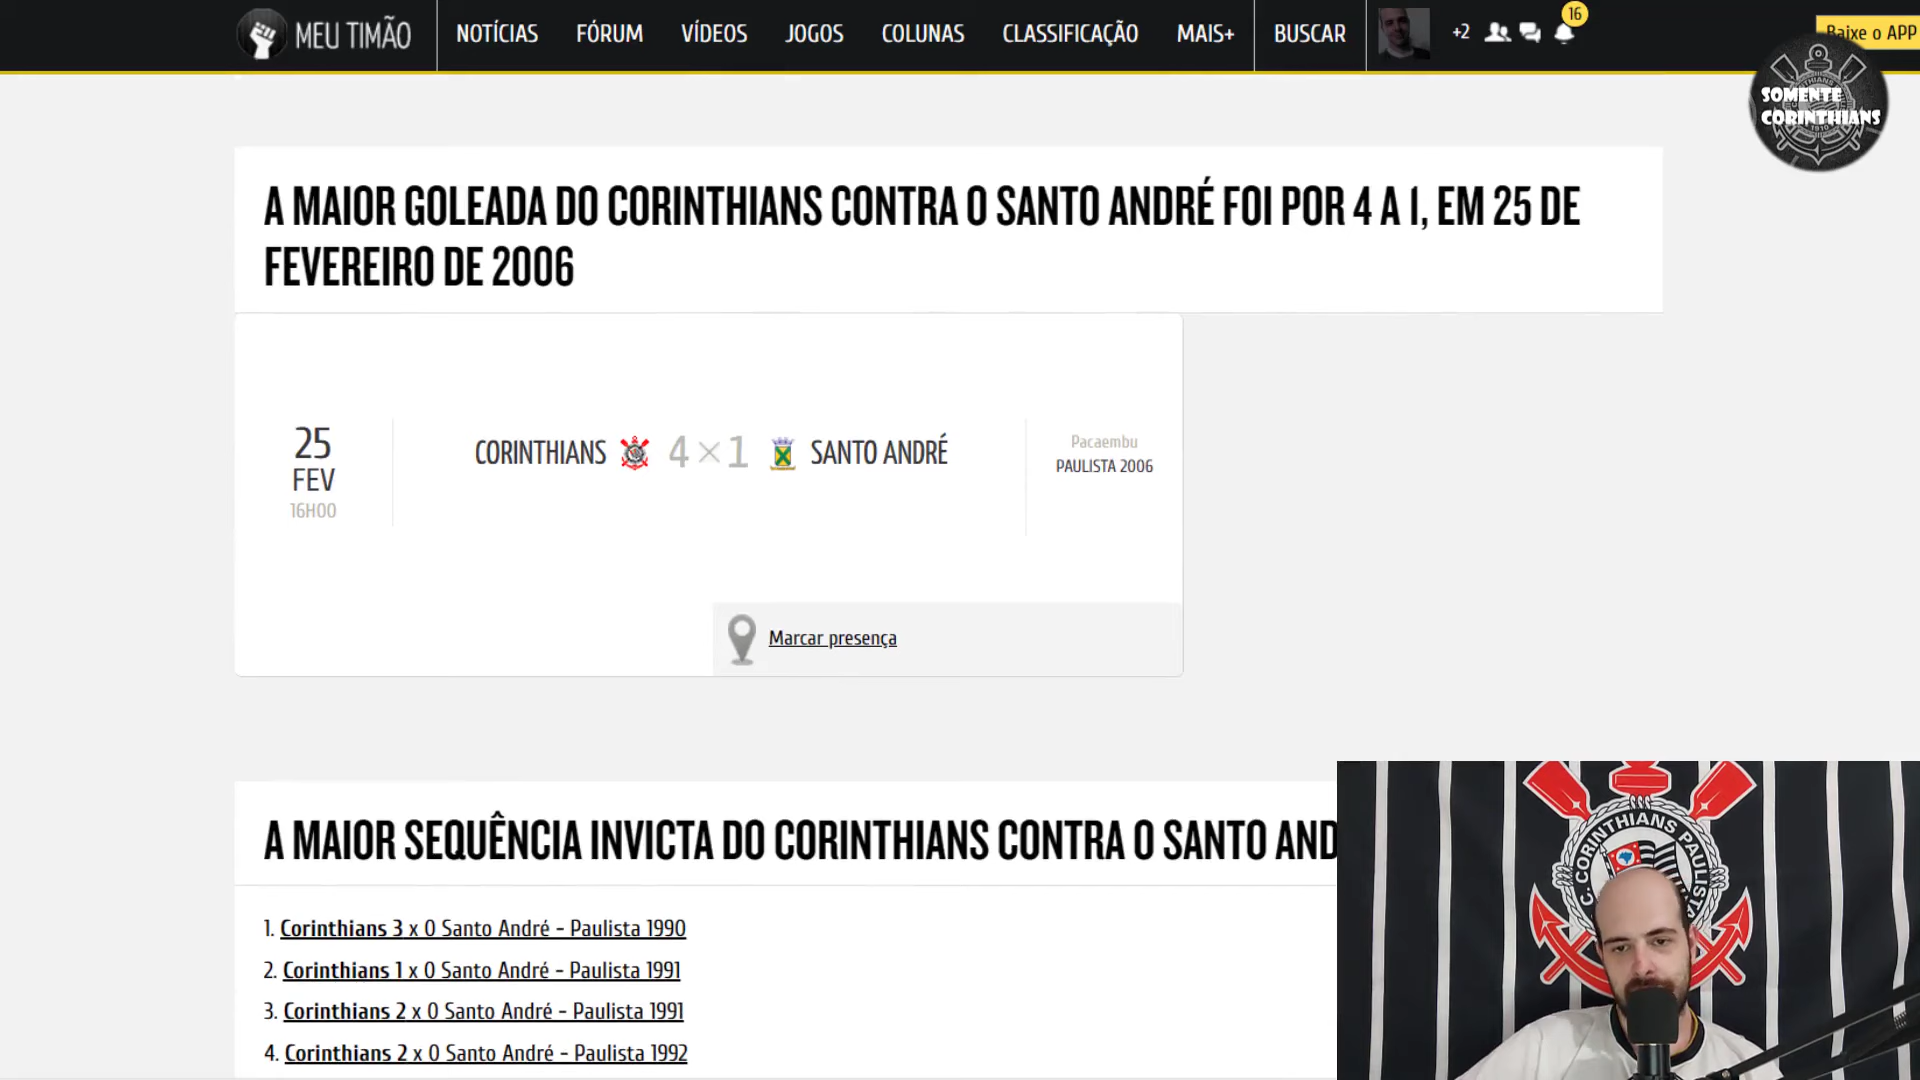 MEU TIMÃO
NOTÍCIAS
FÓRUM
VÍDEOS
JOGOS
COLUNAS
CLASSIFICAÇÃO
MAIS+
BUSCAR
+2
16
Baixe o APP
SOMENTE
CORINTHIANS
A MAIOR GOLEADA DO CORINTHIANS CONTRA O SANTO ANDRÉ FOI POR 4 A 1, EM 25 DE
FEVEREIRO DE 2006
25
FEV
16H00
CORINTHIANS 4 × 1 SANTO ANDRÉ
Pacaembu
PAULISTA 2006
Marcar presença
A MAIOR SEQUÊNCIA INVICTA DO CORINTHIANS CONTRA O SANTO AND
1. Corinthians 3 x 0 Santo André - Paulista 1990
2. Corinthians 1 x 0 Santo André - Paulista 1991
3. Corinthians 2 x 0 Santo André - Paulista 1991
4. Corinthians 2 x 0 Santo André - Paulista 1992
S. C. CORINTHIANS PAULISTA